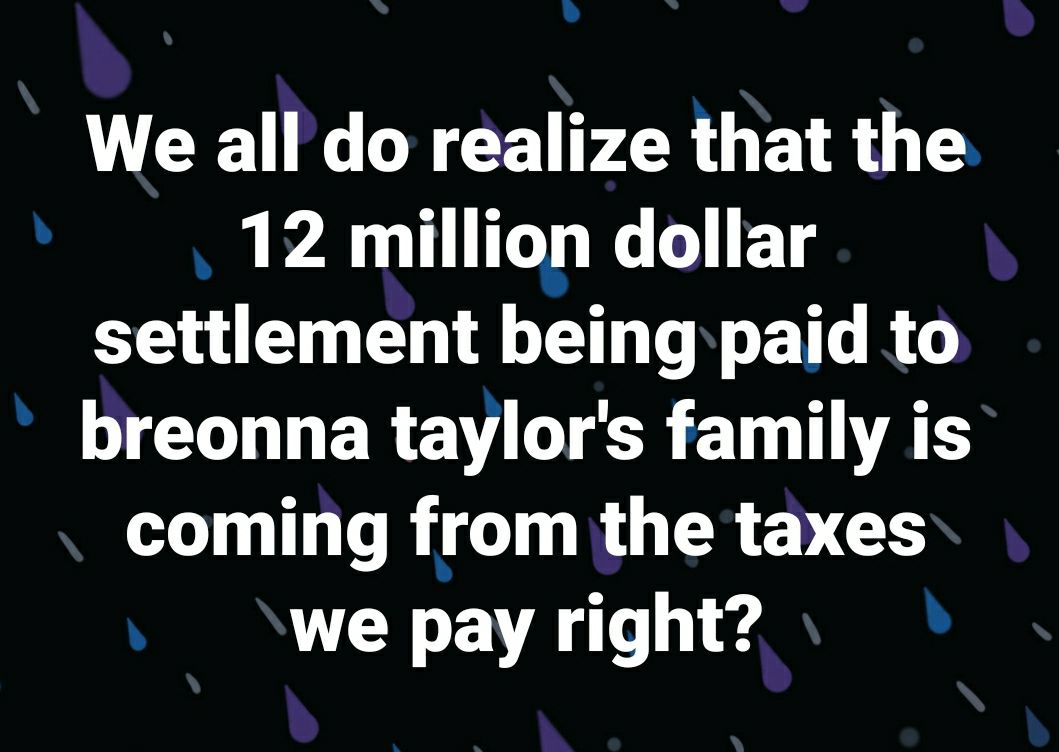 We all do realize that the
12 million dollar
settlement being paid to
breonna taylor's family is
coming from the taxes
we pay right?